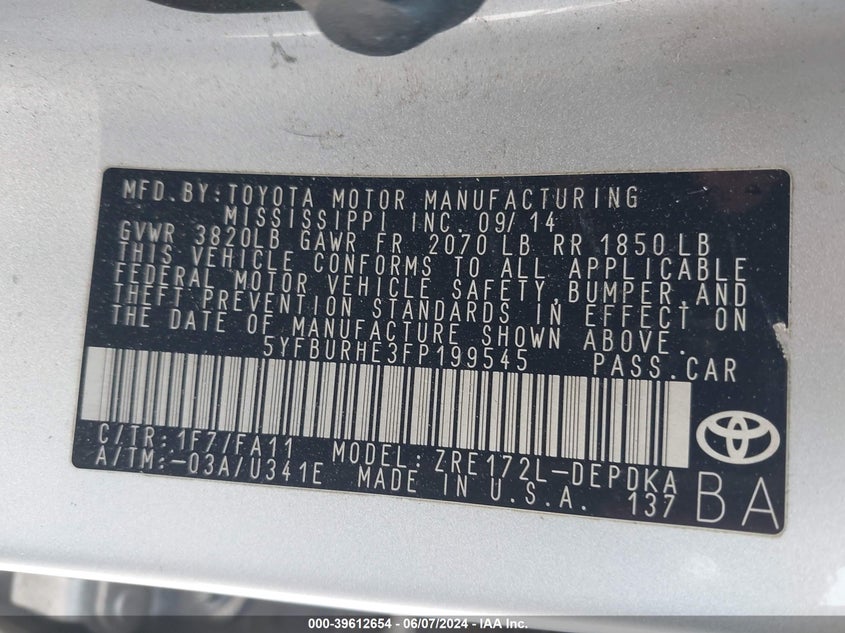 MFD.BY:TOYOTA MOTOR MANUFACTURING
MISSISSIPPI INC. 09/14
GVWR 3820LB GAWR FR 2070 LB RR 1850 LB
THIS VEHICLE CONFORMS TO ALL APPLICABLE
FEDERAL MOTOR VEHICLE SAFETY,BUMPER,AND
THEFT PREVENTION STANDARDS IN EFFECT ON
THE DATE OF MANUFACTURE SHOWN ABOVE.
5YFBURHE3FP199545 PASS.CAR
C/TR:1F7/FA11 MODEL:ZRE172L-DEPDKA
A/TM:-03A/U341E MADE IN U.S.A. 137 BA
000-39612654 - 06/07/2024 - IAA Inc.